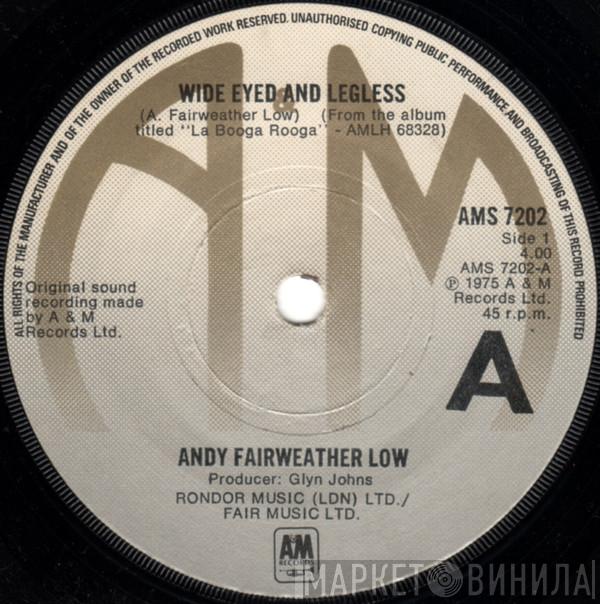 ALL RIGHTS OF THE MANUFACTURER AND OF THE OWNER OF THE RECORDED WORK RESERVED. UNAUTHORISED COPYING PUBLIC PERFORMANCE AND BROADCASTING OF THIS RECORD PROHIBITED
A&M
WIDE EYED AND LEGLESS
(A. Fairweather Low) (From the album
titled "La Booga Rooga" - AMLH 68328)
AMS 7202
Side 1
4.00
AMS 7202-A
℗ 1975 A & M
Records Ltd.
45 r.p.m.
Original sound
recording made
by A & M
Records Ltd.
A
ANDY FAIRWEATHER LOW
Producer: Glyn Johns
RONDOR MUSIC (LDN) LTD./
FAIR MUSIC LTD.
A&M
RECORDS
МАРКЕТ ВИНИЛА